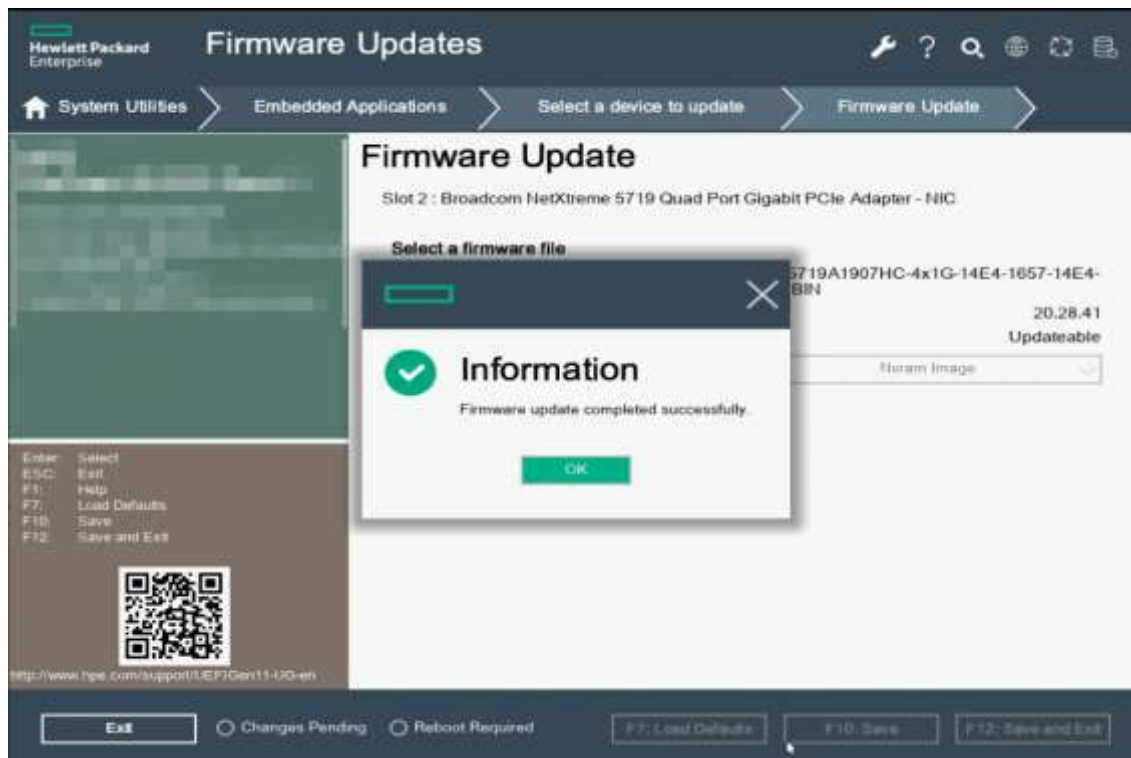 Hewlett Packard
Enterprise
Firmware Updates
System Utilities
Embedded Applications
Select a device to update
Firmware Update
Firmware Update
Slot 2 : Broadcom NetXtreme 5719 Quad Port Gigabit PCIe Adapter - NIC
Select a firmware file
5719A1907HC-4x1G-14E4-1657-14E4-
BIN
20.28.41
Updateable
Nvram Image
Information
Firmware update completed successfully.
OK
Enter: Select
ESC: Exit
F1: Help
F7: Load Defaults
F10: Save
F12: Save and Exit
http://www.hpe.com/support/UEFIGen11-UG-en
Exit
Changes Pending
Reboot Required
F7: Load Defaults
F10: Save
F12: Save and Exit